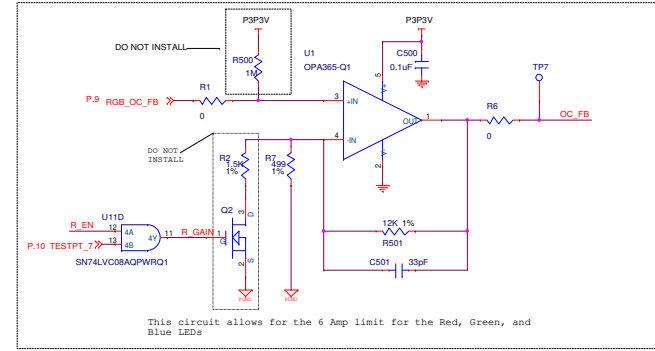 P3P3V
P3P3V
DO NOT INSTALL
U1
OPA365-Q1
R500
1M
C500
0.1uF
TP7
5
V+
P.9 RGB_OC_FB
R1
0
3
+IN
4
-IN
OUT
1
V-
2
R6
0
OC_FB
DO NOT
INSTALL
R2
1.5K
1%
R7
499
1%
12K 1%
R501
C501
33pF
U11D
R_EN
12
4A
P.10 TESTPT_7
13
4B
4Y
11
R_GAIN
SN74LVC08AQPWRQ1
Q2
3
D
1
G
2
S
PGND
PGND
This circuit allows for the 6 Amp limit for the Red, Green, and
Blue LEDs